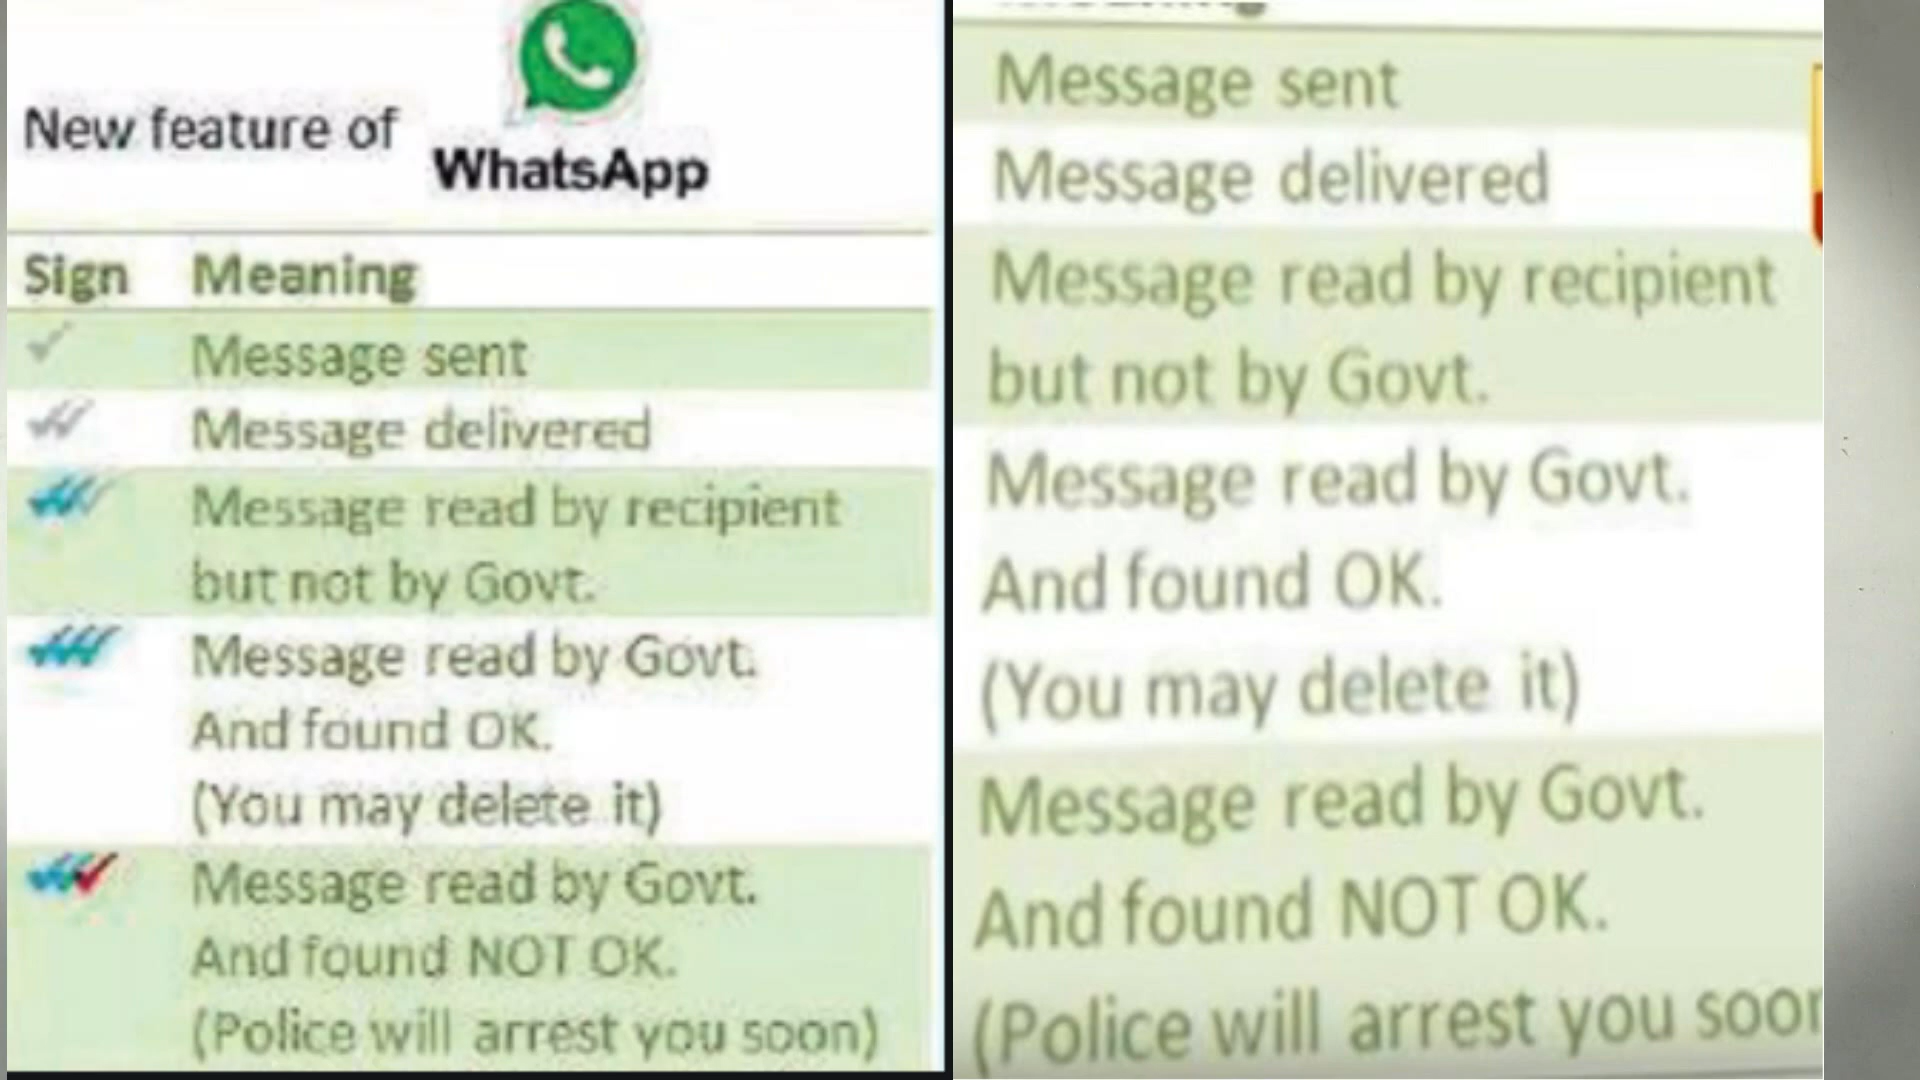 New feature of
WhatsApp
Sign Meaning
Message sent
Message delivered
Message read by recipient
but not by Govt.
Message read by Govt.
And found OK.
(You may delete it)
Message read by Govt.
And found NOT OK.
(Police will arrest you soon)
Message sent
Message delivered
Message read by recipient
but not by Govt.
Message read by Govt.
And found OK.
(You may delete it)
Message read by Govt.
And found NOT OK.
(Police will arrest you soon